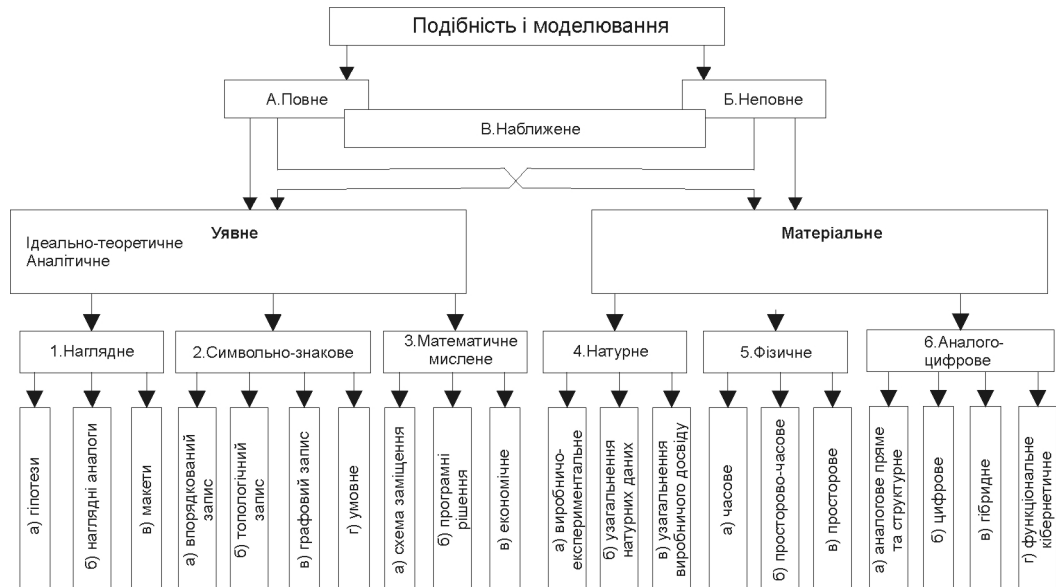 Подібність і моделювання
А.Повне
Б.Неповне
В.Наближене
Уявне
Ідеально-теоретичне
Аналітичне
Матеріальне
1.Наглядне
2.Символьно-знакове
3.Математичне
мислене
4.Натурне
5.Фізичне
6.Аналого-
цифрове
а) гіпотези
б) наглядні аналоги
в) макети
а) впорядкований
запис
б) топологічний
запис
в) графовий запис
г) умовне
а) схема заміщення
б) програмні
рішення
в) економічне
а) виробничо-
експериментальне
б) узагальнення
натурних даних
в) узагальнення
виробничого досвіду
а) часове
б) просторово-часове
в) просторове
а) аналогове пряме
та структурне
б) цифрове
в) гібридне
г) функціональне
кібернетичне